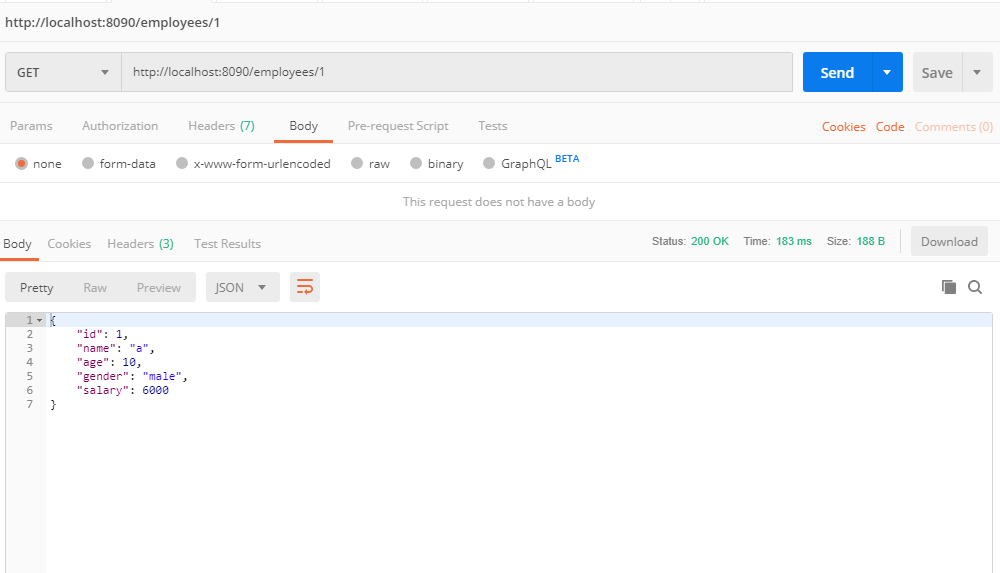 http://localhost:8090/employees/1
GET http://localhost:8090/employees/1 Send Save
Params Authorization Headers (7) Body Pre-request Script Tests Cookies Code Comments (0)
none form-data x-www-form-urlencoded raw binary GraphQL BETA
This request does not have a body
Body Cookies Headers (3) Test Results Status: 200 OK Time: 183 ms Size: 188 B Download
Pretty Raw Preview JSON
1 {
2 "id": 1,
3 "name": "a",
4 "age": 10,
5 "gender": "male",
6 "salary": 6000
7 }